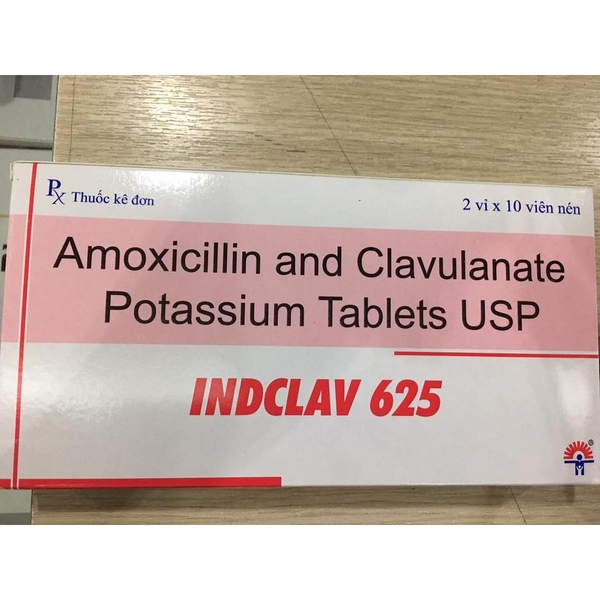 Rx Thuốc kê đơn
2 vỉ x 10 viên nén
Amoxicillin and Clavulanate
Potassium Tablets USP
INDCLAV 625
®